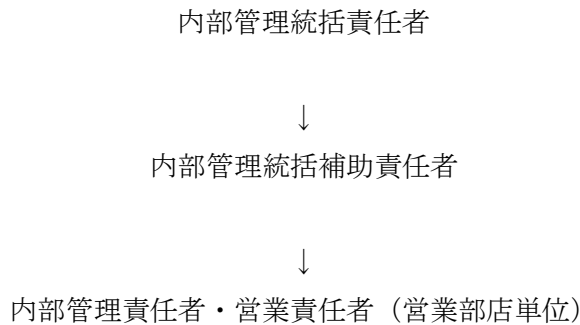 内部管理統括責任者
↓
内部管理統括補助責任者
↓
内部管理責任者・営業責任者（営業部店単位）